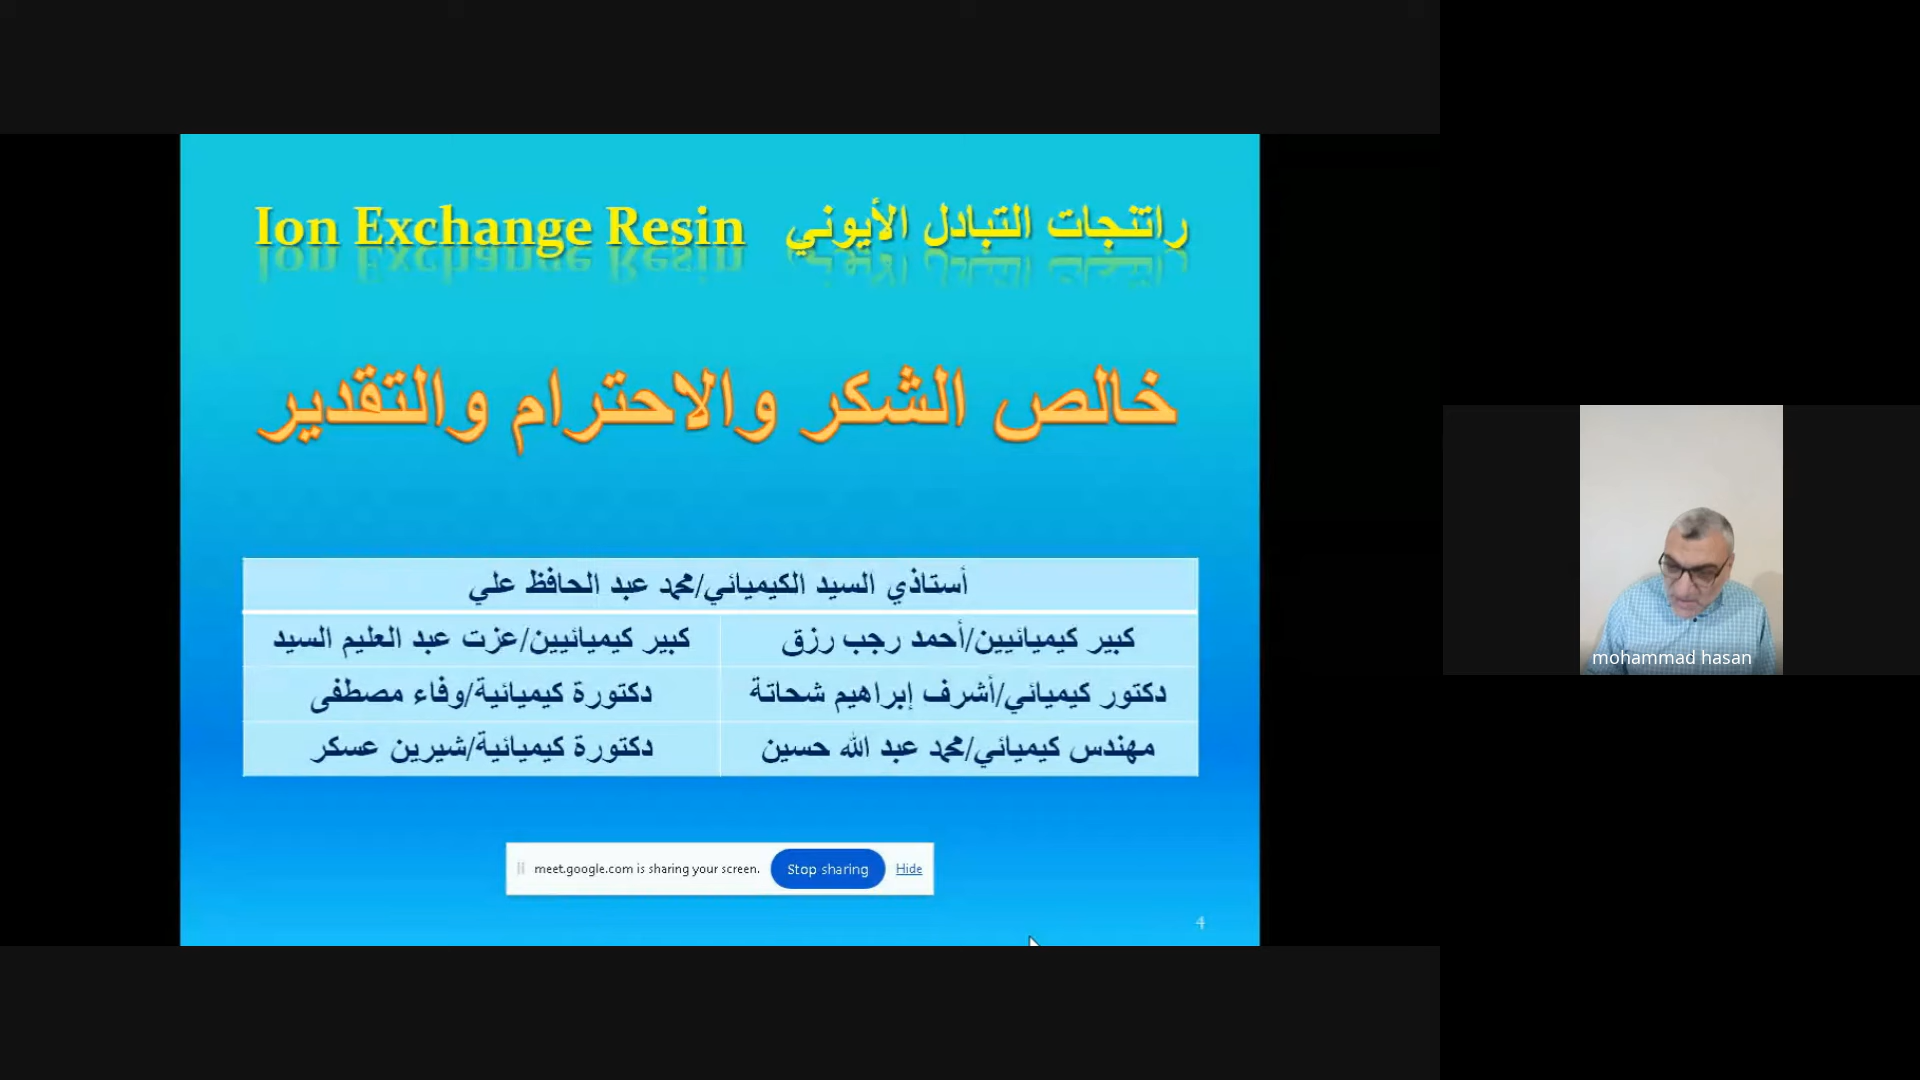 راتنجات التبادل الأيوني Ion Exchange Resin
خالص الشكر والاحترام والتقدير
أستاذي السيد الكيميائي/محمد عبد الحافظ علي
كبير كيميائيين/أحمد رجب رزق
كبير كيميائيين/عزت عبد العليم السيد
دكتور كيميائي/أشرف إبراهيم شحاتة
دكتورة كيميائية/وفاء مصطفى
مهندس كيميائي/محمد عبد الله حسين
دكتورة كيميائية/شيرين عسكر
meet.google.com is sharing your screen. Stop sharing Hide
4
mohammad hasan